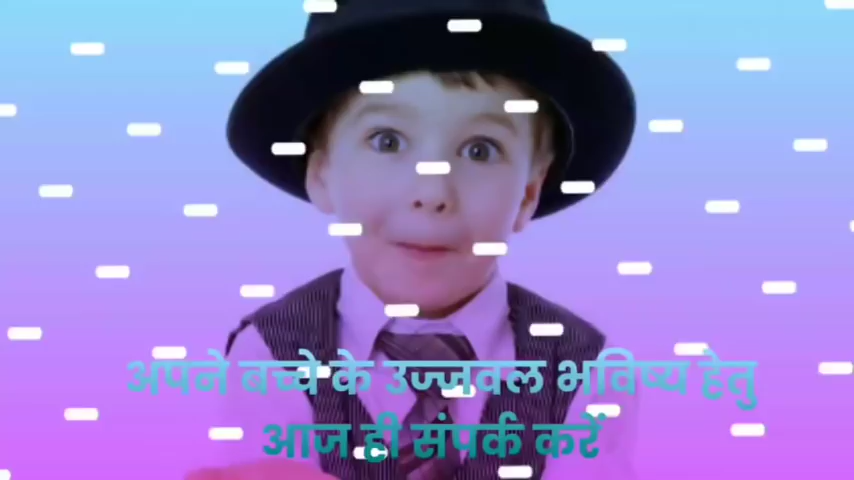 अपने बच्चे के उज्जवल भविष्य हेतु
आज ही संपर्क करें